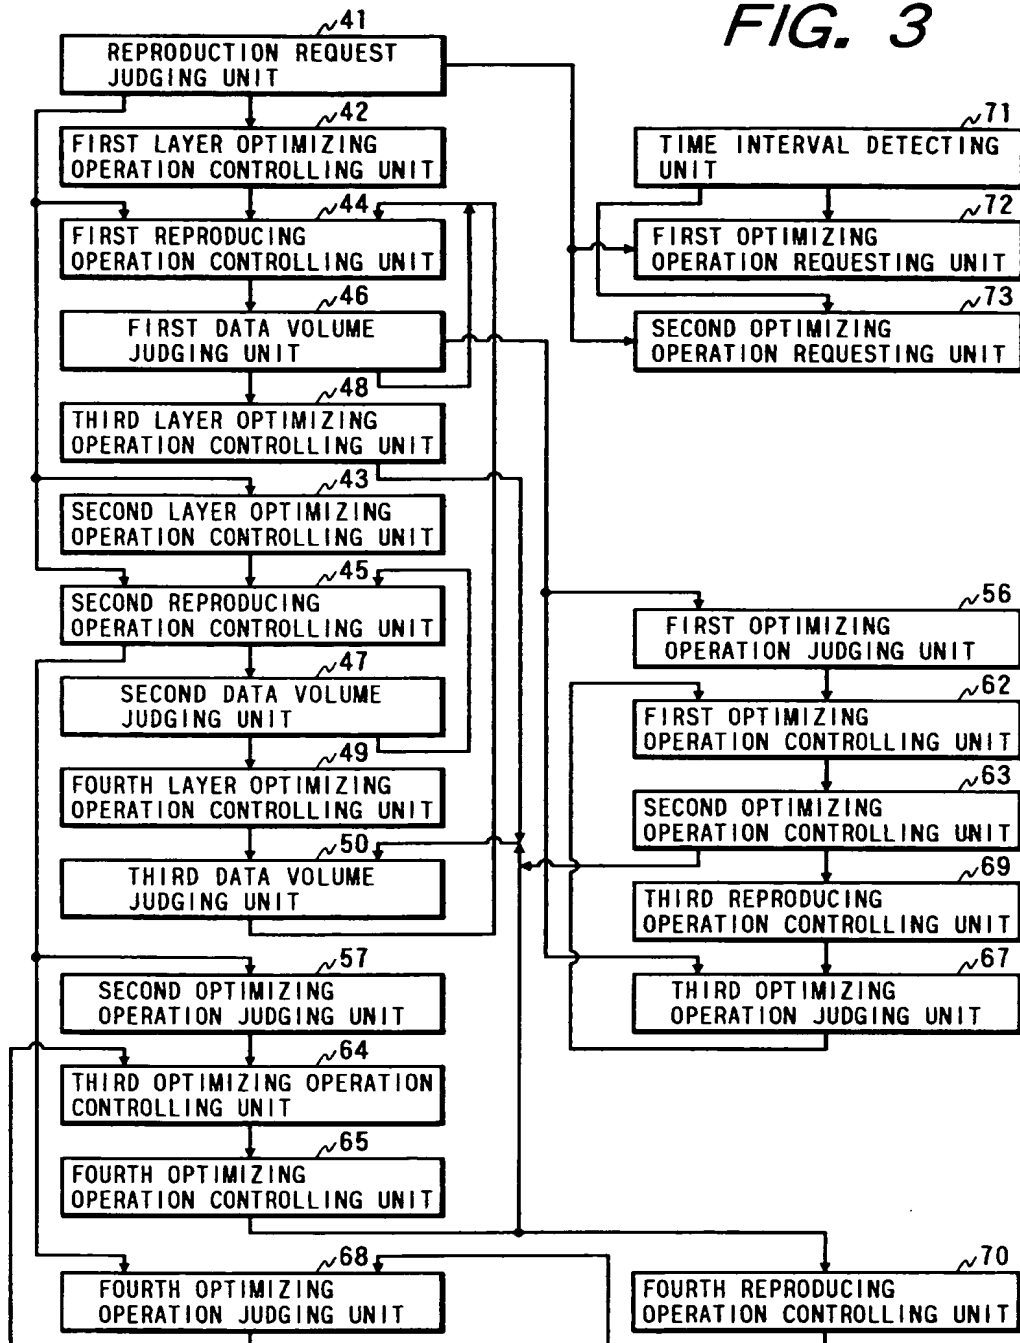 FIG. 3
41
REPRODUCTION REQUEST
JUDGING UNIT
42
FIRST LAYER OPTIMIZING
OPERATION CONTROLLING UNIT
44
FIRST REPRODUCING
OPERATION CONTROLLING UNIT
46
FIRST DATA VOLUME
JUDGING UNIT
48
THIRD LAYER OPTIMIZING
OPERATION CONTROLLING UNIT
43
SECOND LAYER OPTIMIZING
OPERATION CONTROLLING UNIT
45
SECOND REPRODUCING
OPERATION CONTROLLING UNIT
47
SECOND DATA VOLUME
JUDGING UNIT
49
FOURTH LAYER OPTIMIZING
OPERATION CONTROLLING UNIT
50
THIRD DATA VOLUME
JUDGING UNIT
57
SECOND OPTIMIZING
OPERATION JUDGING UNIT
64
THIRD OPTIMIZING OPERATION
CONTROLLING UNIT
65
FOURTH OPTIMIZING
OPERATION CONTROLLING UNIT
68
FOURTH OPTIMIZING
OPERATION JUDGING UNIT
71
TIME INTERVAL DETECTING
UNIT
72
FIRST OPTIMIZING
OPERATION REQUESTING UNIT
73
SECOND OPTIMIZING
OPERATION REQUESTING UNIT
56
FIRST OPTIMIZING
OPERATION JUDGING UNIT
62
FIRST OPTIMIZING
OPERATION CONTROLLING UNIT
63
SECOND OPTIMIZING
OPERATION CONTROLLING UNIT
69
THIRD REPRODUCING
OPERATION CONTROLLING UNIT
67
THIRD OPTIMIZING
OPERATION JUDGING UNIT
70
FOURTH REPRODUCING
OPERATION CONTROLLING UNIT